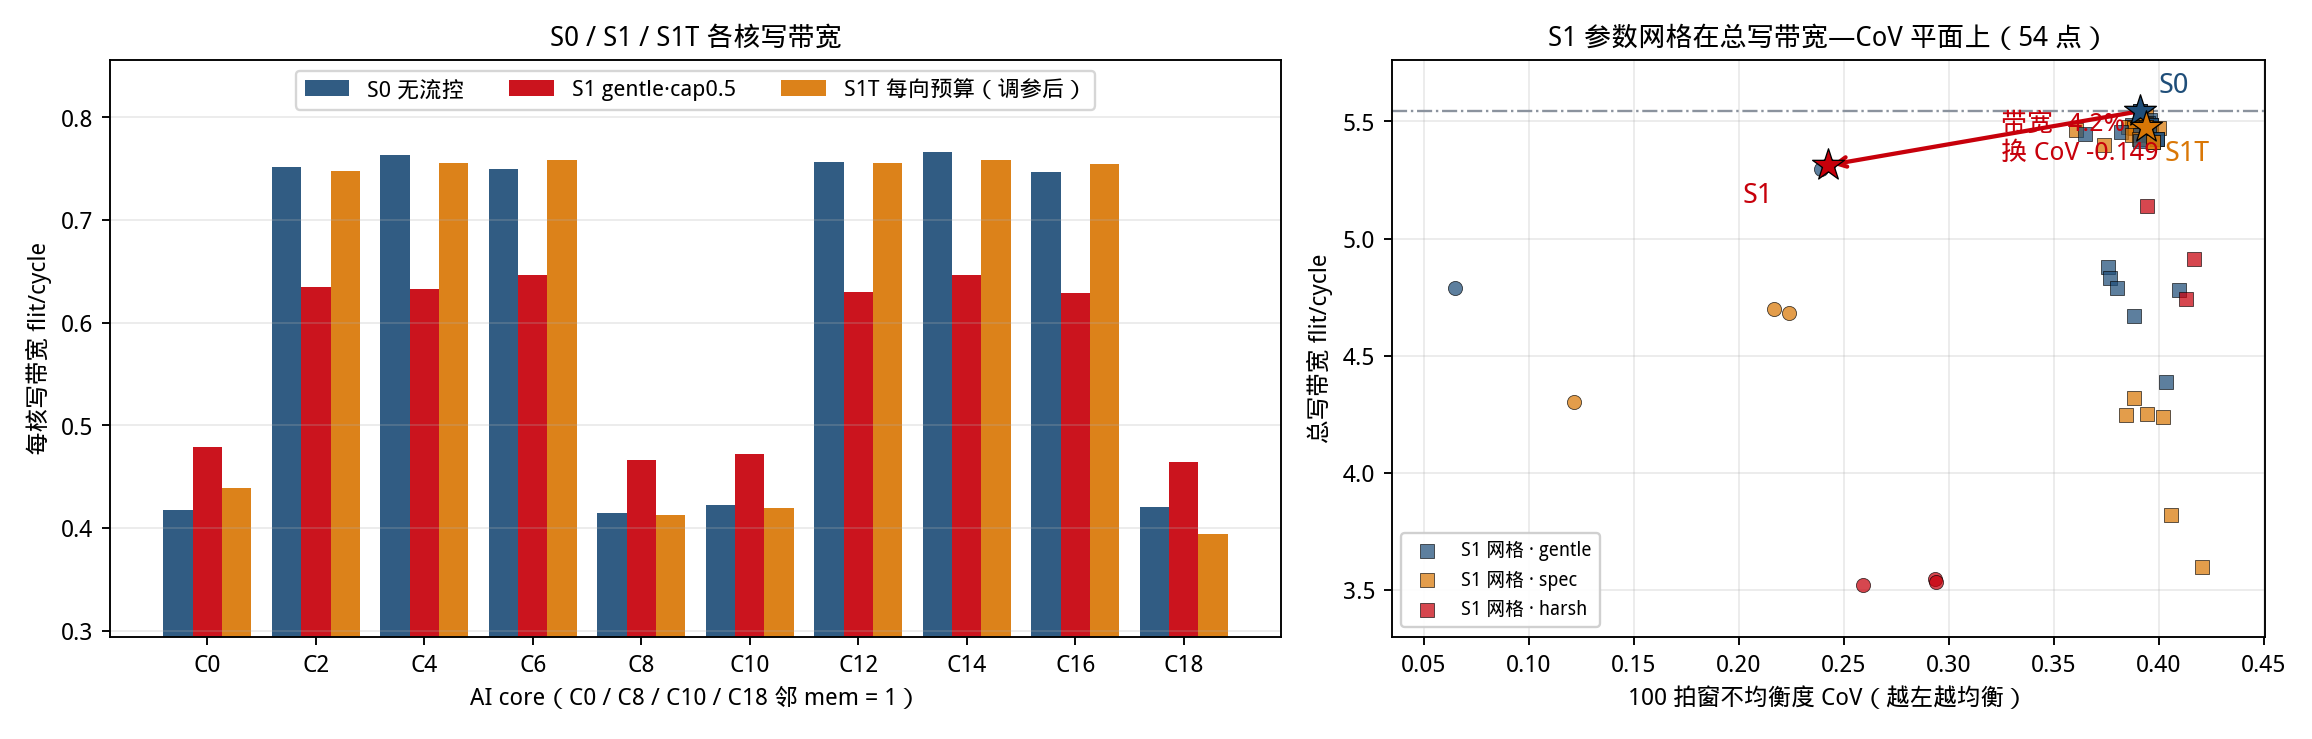 S0 / S1 / S1T 各核写带宽
S0 无流控
S1 gentle·cap0.5
S1T 每向预算（调参后）
每核写带宽 flit/cycle
0.8
0.7
0.6
0.5
0.4
0.3
C0
C2
C4
C6
C8
C10
C12
C14
C16
C18
AI core（C0 / C8 / C10 / C18 邻 mem = 1）
S1 参数网格在总写带宽—CoV 平面上（54 点）
总写带宽 flit/cycle
5.5
5.0
4.5
4.0
3.5
S0
带宽 -4.2%
换 CoV -0.149
S1T
S1
S1 网格 · gentle
S1 网格 · spec
S1 网格 · harsh
0.05
0.10
0.15
0.20
0.25
0.30
0.35
0.40
0.45
100 拍窗不均衡度 CoV（越左越均衡）